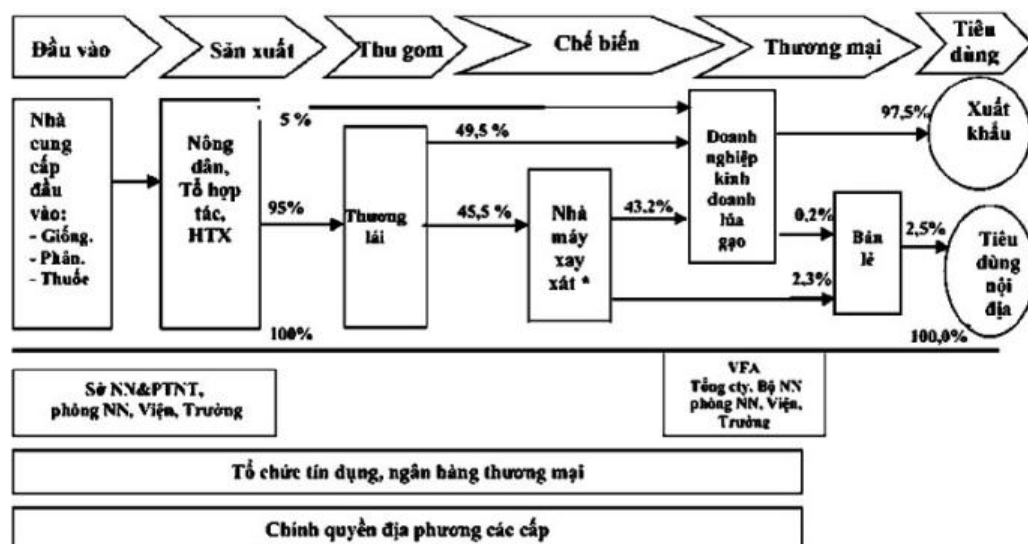 Đầu vào
Sản xuất
Thu gom
Chế biến
Thương mại
Tiêu
dùng
Nhà
cung
cấp
đầu
vào:
- Giống.
- Phân.
- Thuốc
Nông
dân,
Tổ hợp
tác,
HTX
5 %
95%
100%
Thương
lái
49,5 %
45,5 %
Nhà
máy
xay
xát *
43.2%
Doanh
nghiệp
kinh
doanh
lúa
gạo
97,5%
0,2%
2,3%
Bán
lẻ
2,5%
Xuất
khẩu
Tiêu
dùng
nội
địa
100,0%
Sở NN&PTNT,
phòng NN, Viện, Trường
VFA
Tổng cty. Bộ NN
phòng NN, Viện,
Trường
Tổ chức tín dụng, ngân hàng thương mại
Chính quyền địa phương các cấp